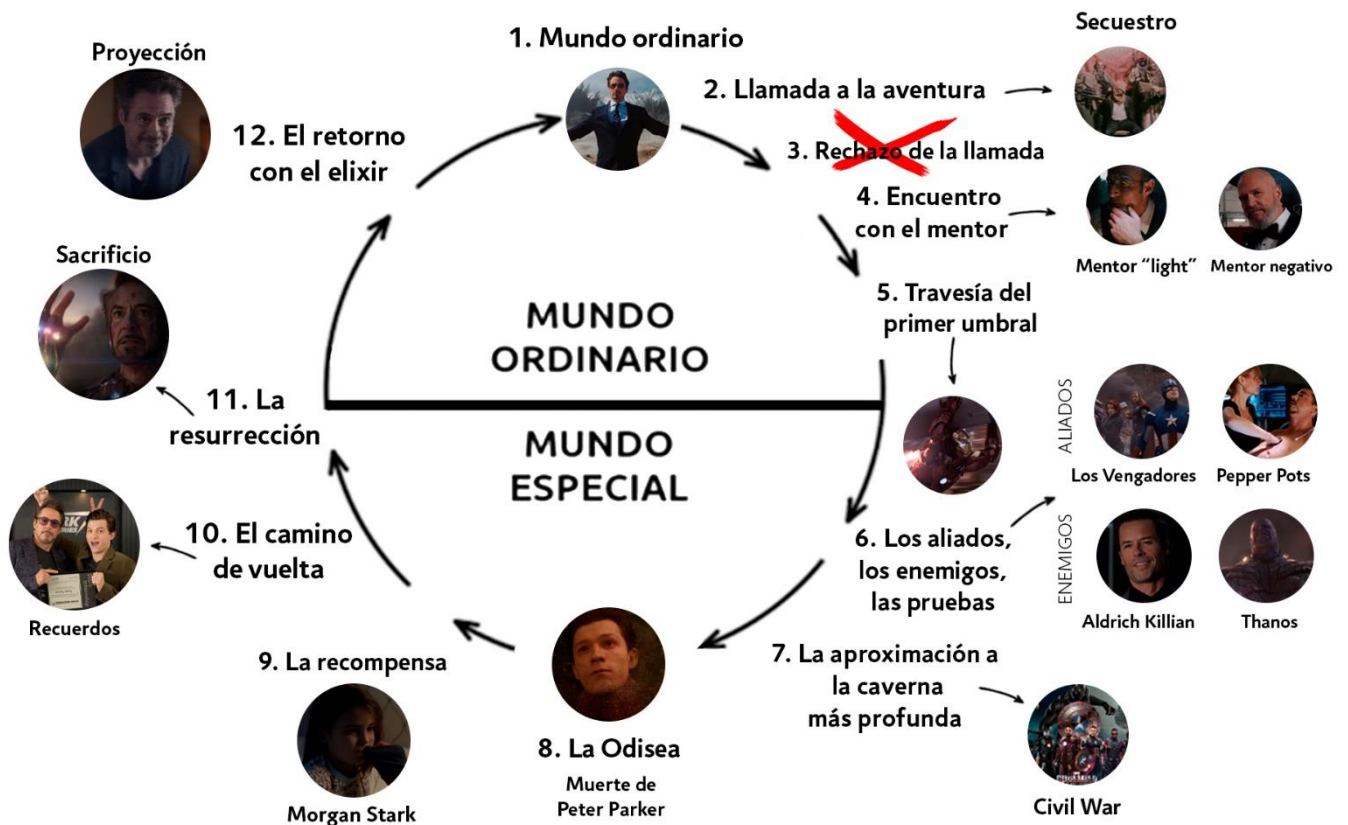 1. Mundo ordinario
Secuestro
2. Llamada a la aventura
3. Rechazo de la llamada
4. Encuentro
con el mentor
Mentor “light”
Mentor negativo
5. Travesía del
primer umbral
ALIADOS
Los Vengadores
Pepper Pots
6. Los aliados,
los enemigos,
las pruebas
ENEMIGOS
Aldrich Killian
Thanos
7. La aproximación a
la caverna
más profunda
Civil War
8. La Odisea
Muerte de
Peter Parker
9. La recompensa
Morgan Stark
10. El camino
de vuelta
Recuerdos
11. La
resurrección
Sacrificio
12. El retorno
con el elixir
Proyección
MUNDO
ORDINARIO
MUNDO
ESPECIAL